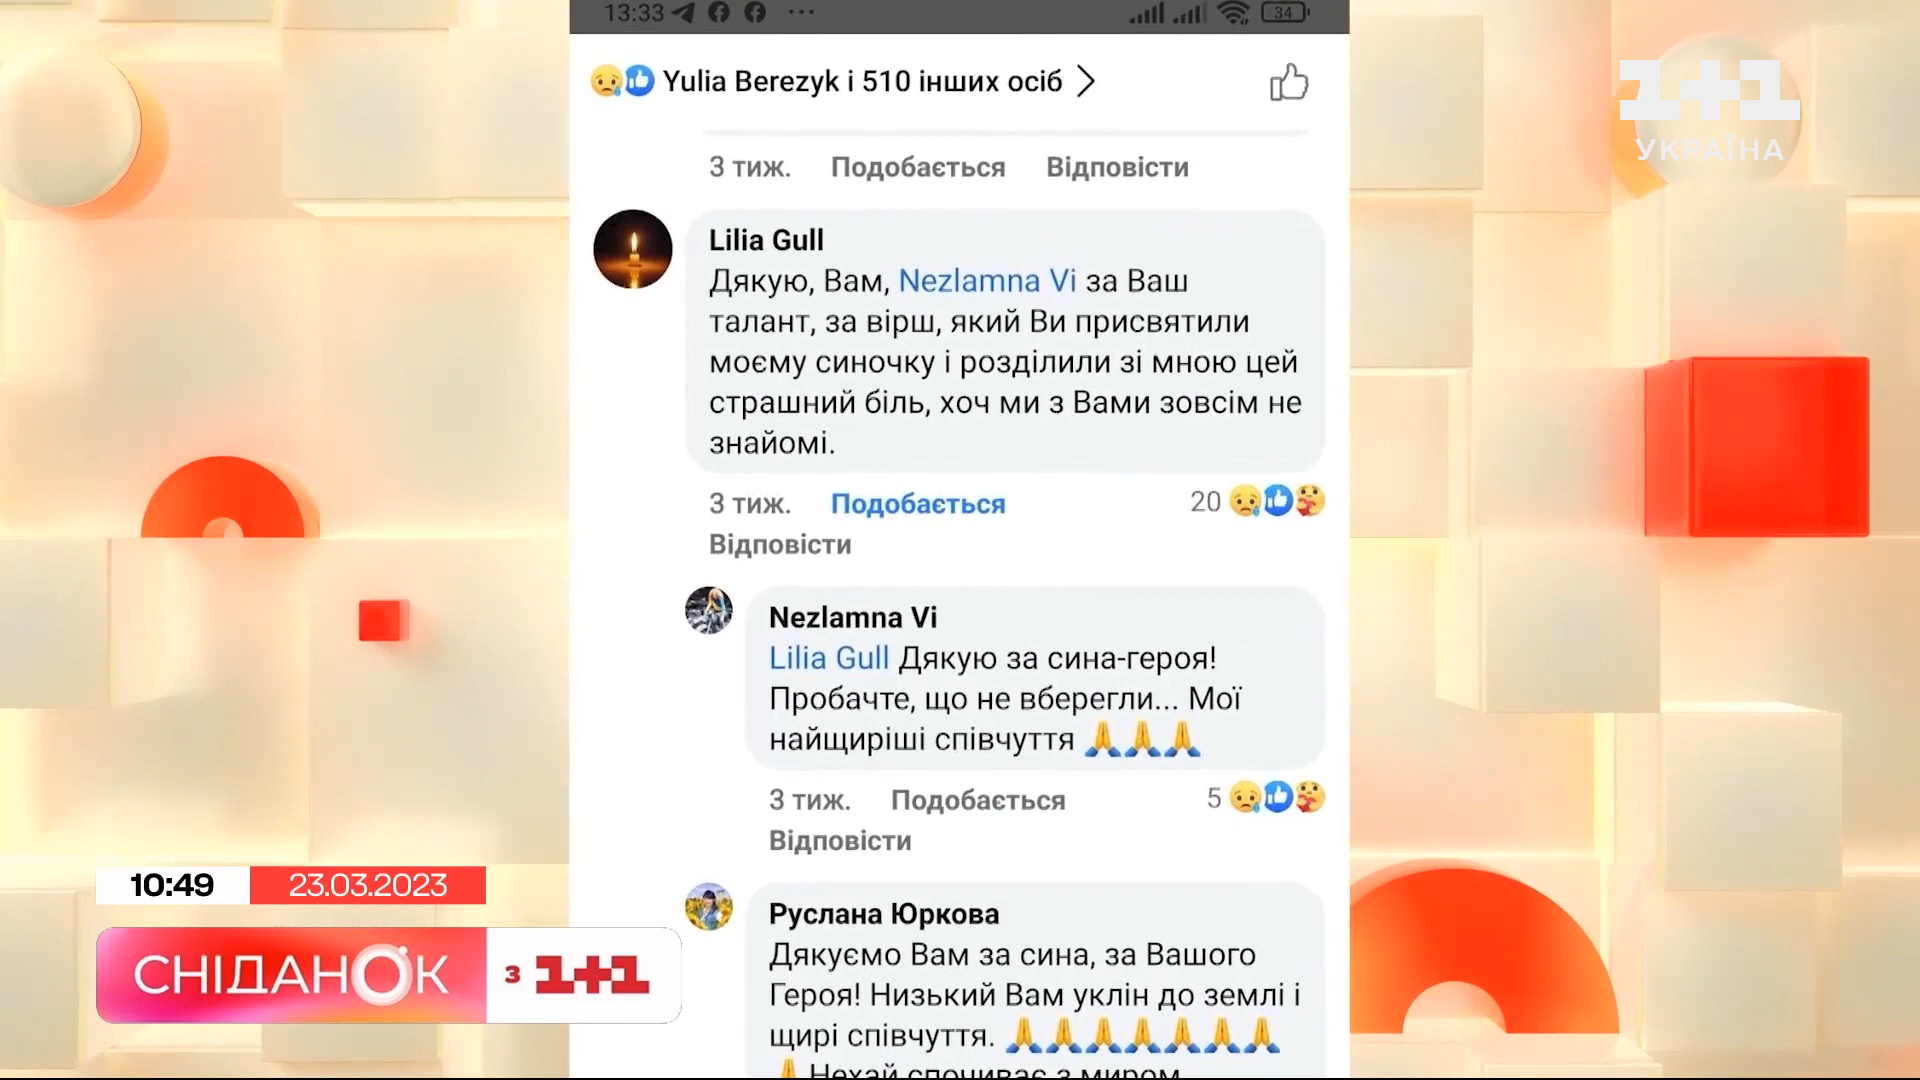 13:33
34
Yulia Berezyk і 510 інших осіб
1+1
УКРАЇНА
3 тиж. Подобається Відповісти
Lilia Gull
Дякую, Вам, Nezlamna Vi за Ваш
талант, за вірш, який Ви присвятили
моєму синочку і розділили зі мною цей
страшний біль, хоч ми з Вами зовсім не
знайомі.
3 тиж. Подобається 20
Відповісти
Nezlamna Vi
Lilia Gull Дякую за сина-героя!
Пробачте, що не вберегли... Мої
найщиріші співчуття 🙏🙏🙏
3 тиж. Подобається 5
Відповісти
Руслана Юркова
Дякуємо Вам за сина, за Вашого
Героя! Низький Вам уклін до землі і
щирі співчуття. 🙏🙏🙏🙏🙏🙏🙏
🙏 Нехай спочиває з миром
10:49 23.03.2023
СНІДАНОК з 1+1